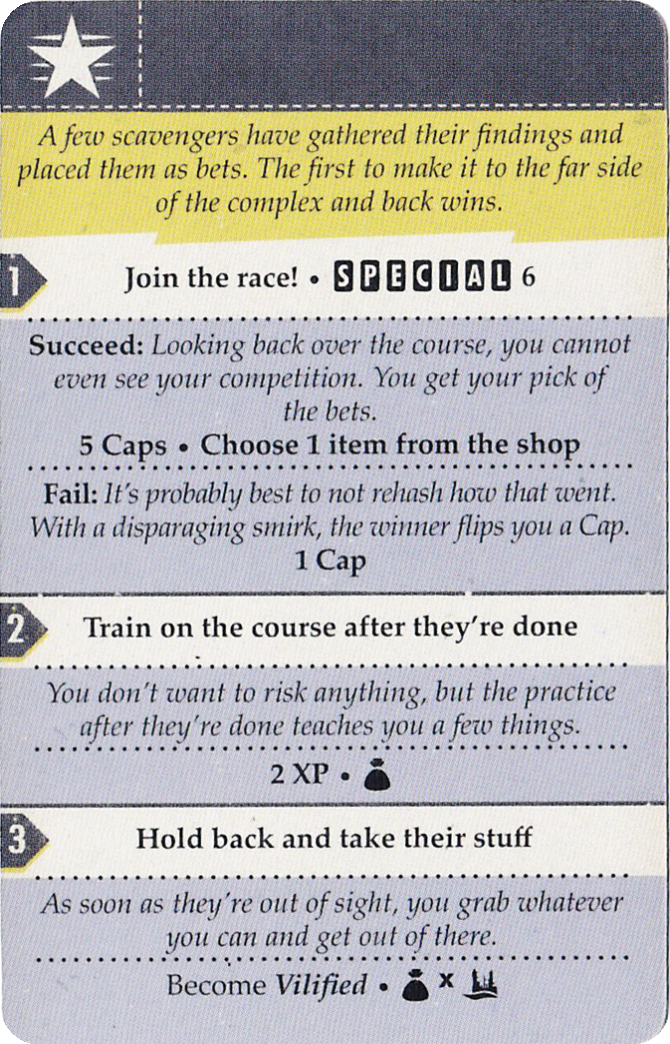 A few scavengers have gathered their findings and
placed them as bets. The first to make it to the far side
of the complex and back wins.
1 Join the race! • SPECIAL 6
Succeed: Looking back over the course, you cannot
even see your competition. You get your pick of
the bets.
5 Caps • Choose 1 item from the shop
Fail: It's probably best to not rehash how that went.
With a disparaging smirk, the winner flips you a Cap.
1 Cap
2 Train on the course after they're done
You don't want to risk anything, but the practice
after they're done teaches you a few things.
2 XP •
3 Hold back and take their stuff
As soon as they're out of sight, you grab whatever
you can and get out of there.
Become Vilified • x